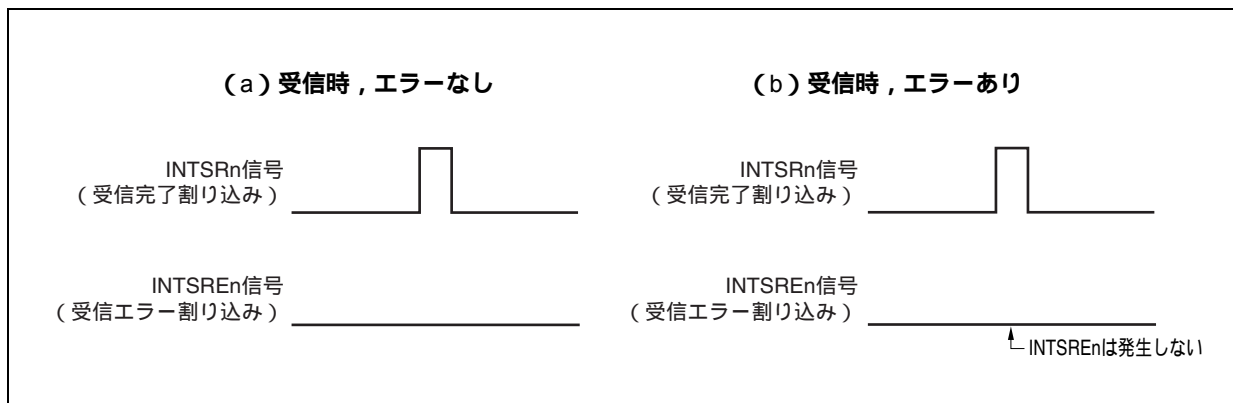 （a）受信時，エラーなし
INTSRn信号
（受信完了割り込み）
INTSREn信号
（受信エラー割り込み）
（b）受信時，エラーあり
INTSRn信号
（受信完了割り込み）
INTSREn信号
（受信エラー割り込み）
INTSREnは発生しない